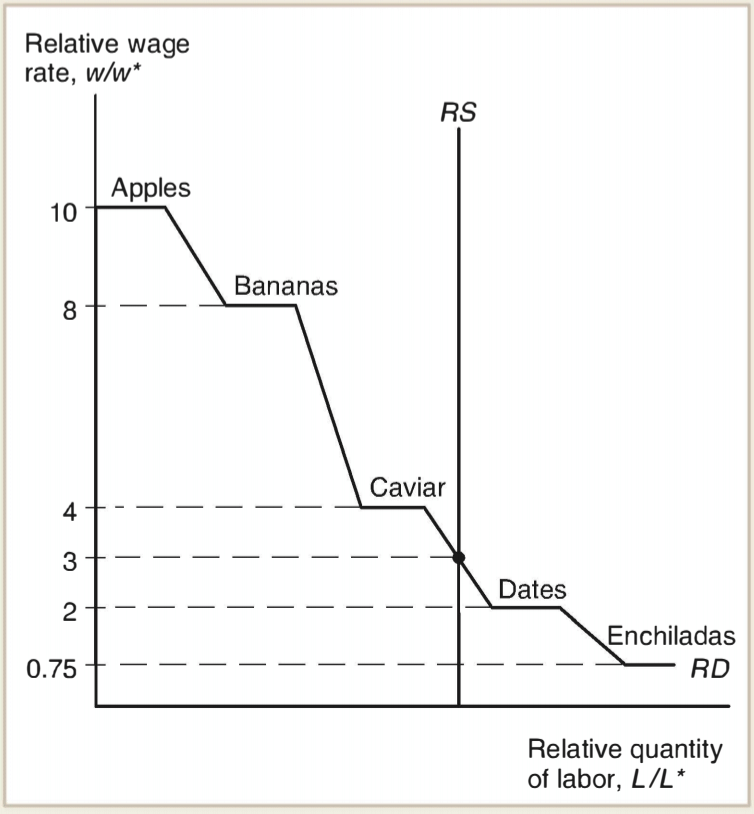 Relative wage
rate, w/w*
RS
Apples
10
Bananas
8
Caviar
4
3
Dates
2
Enchiladas
0.75
RD
Relative quantity
of labor, L/L*